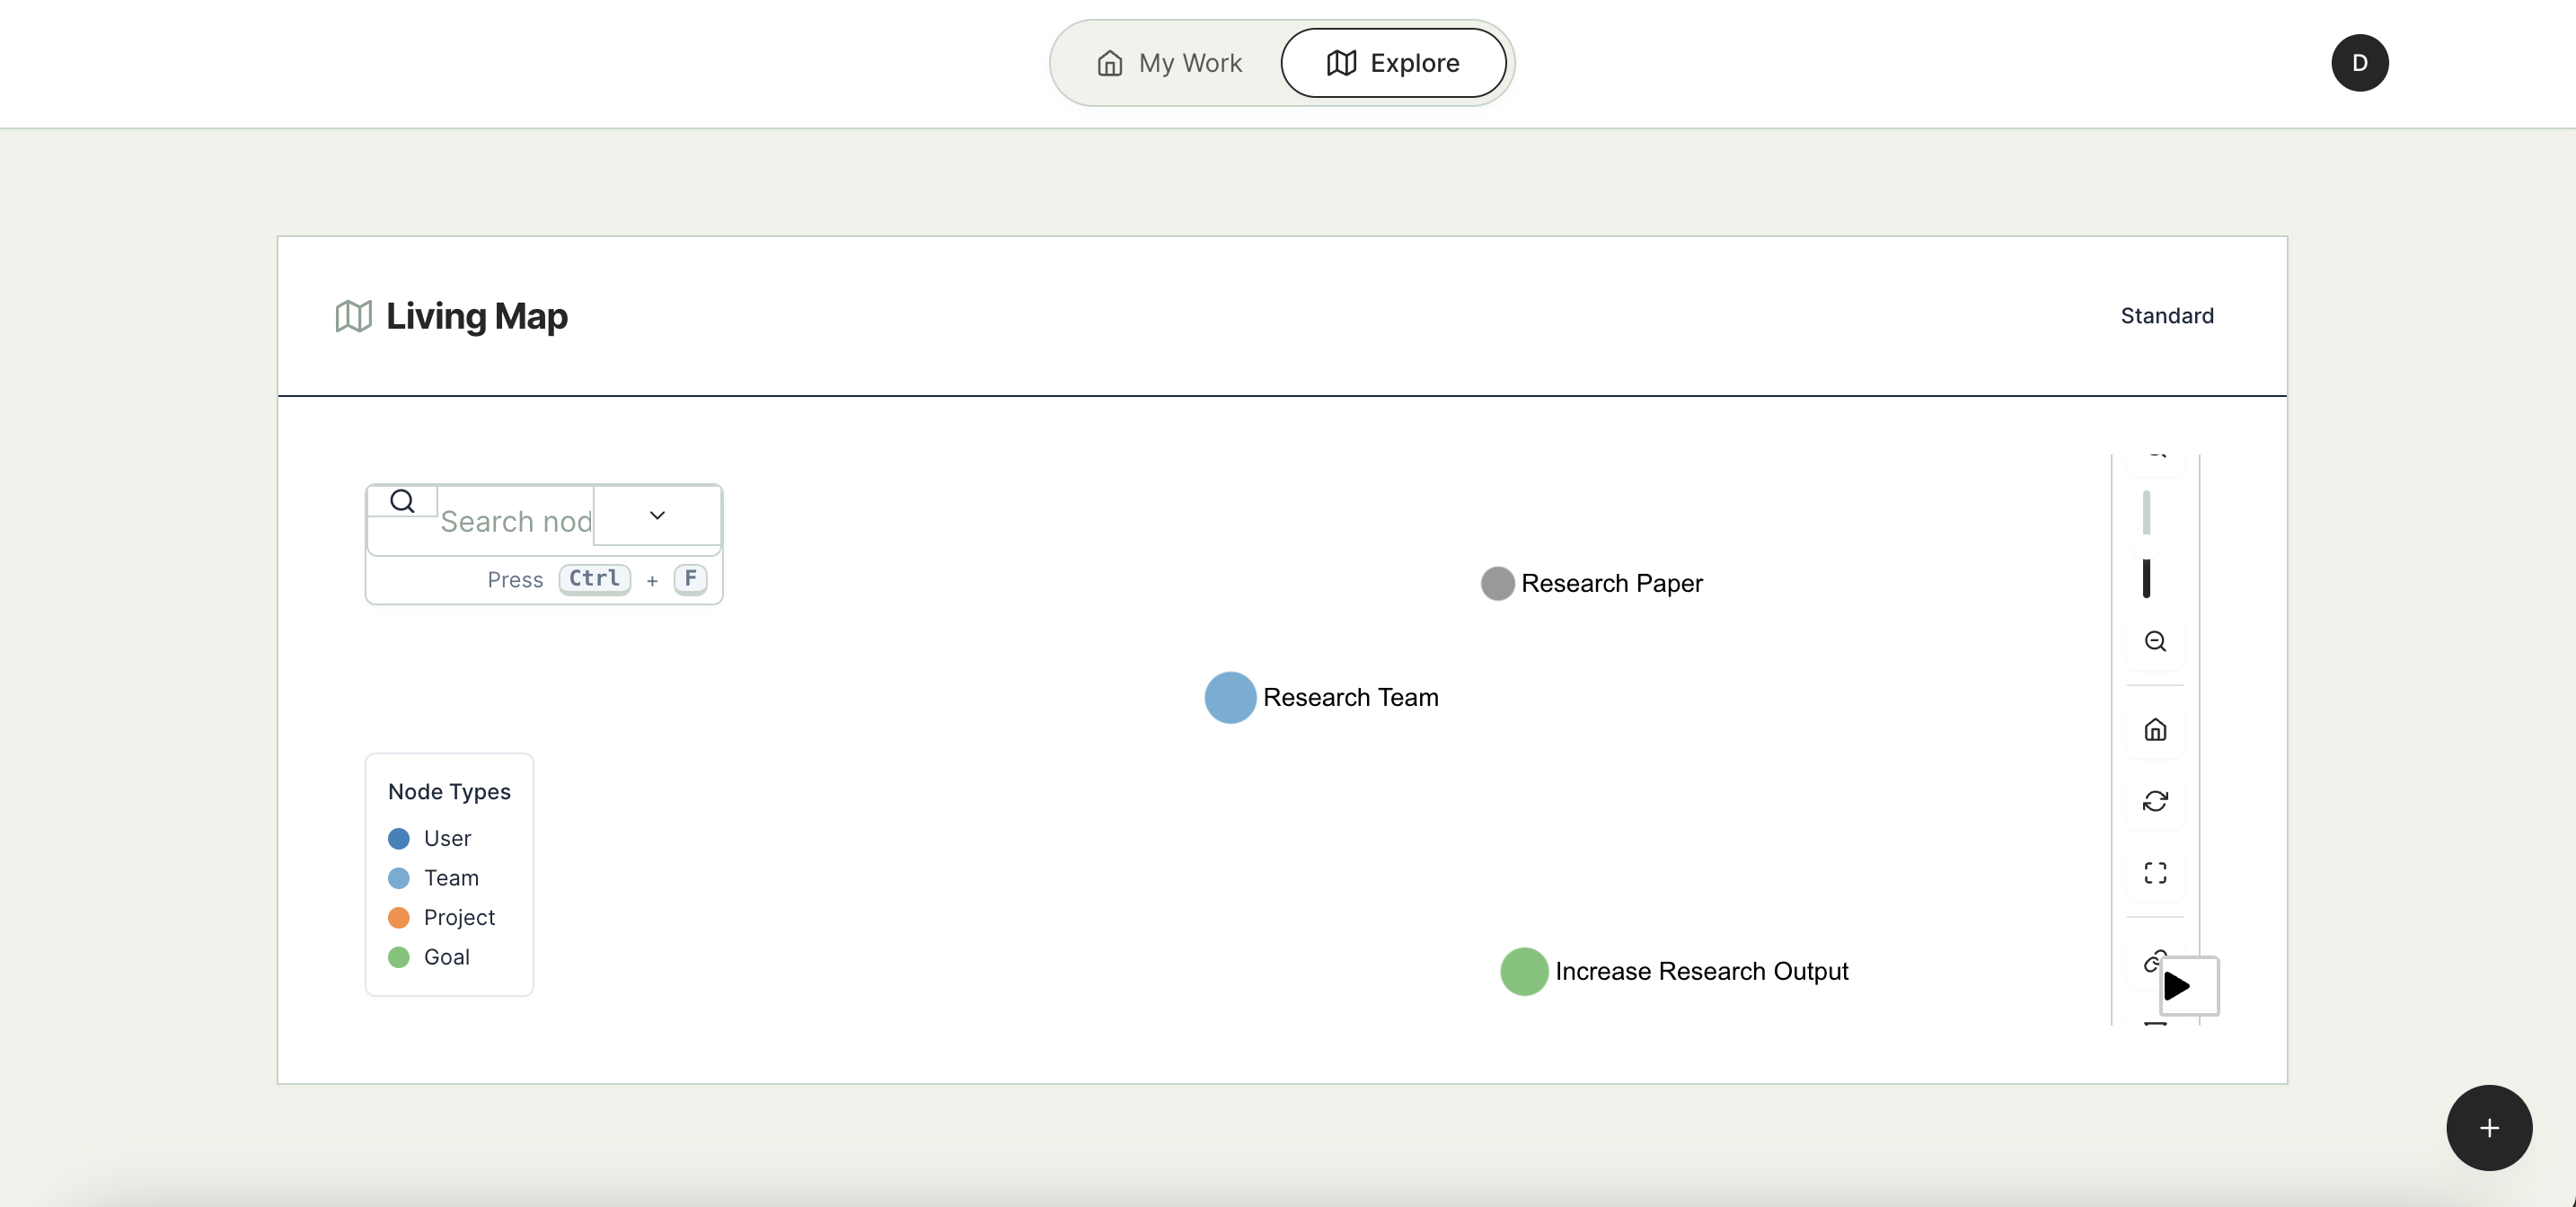 My Work
Explore
D
Living Map
Standard
Search nod
Press Ctrl + F
Research Paper
Research Team
Node Types
User
Team
Project
Goal
Increase Research Output